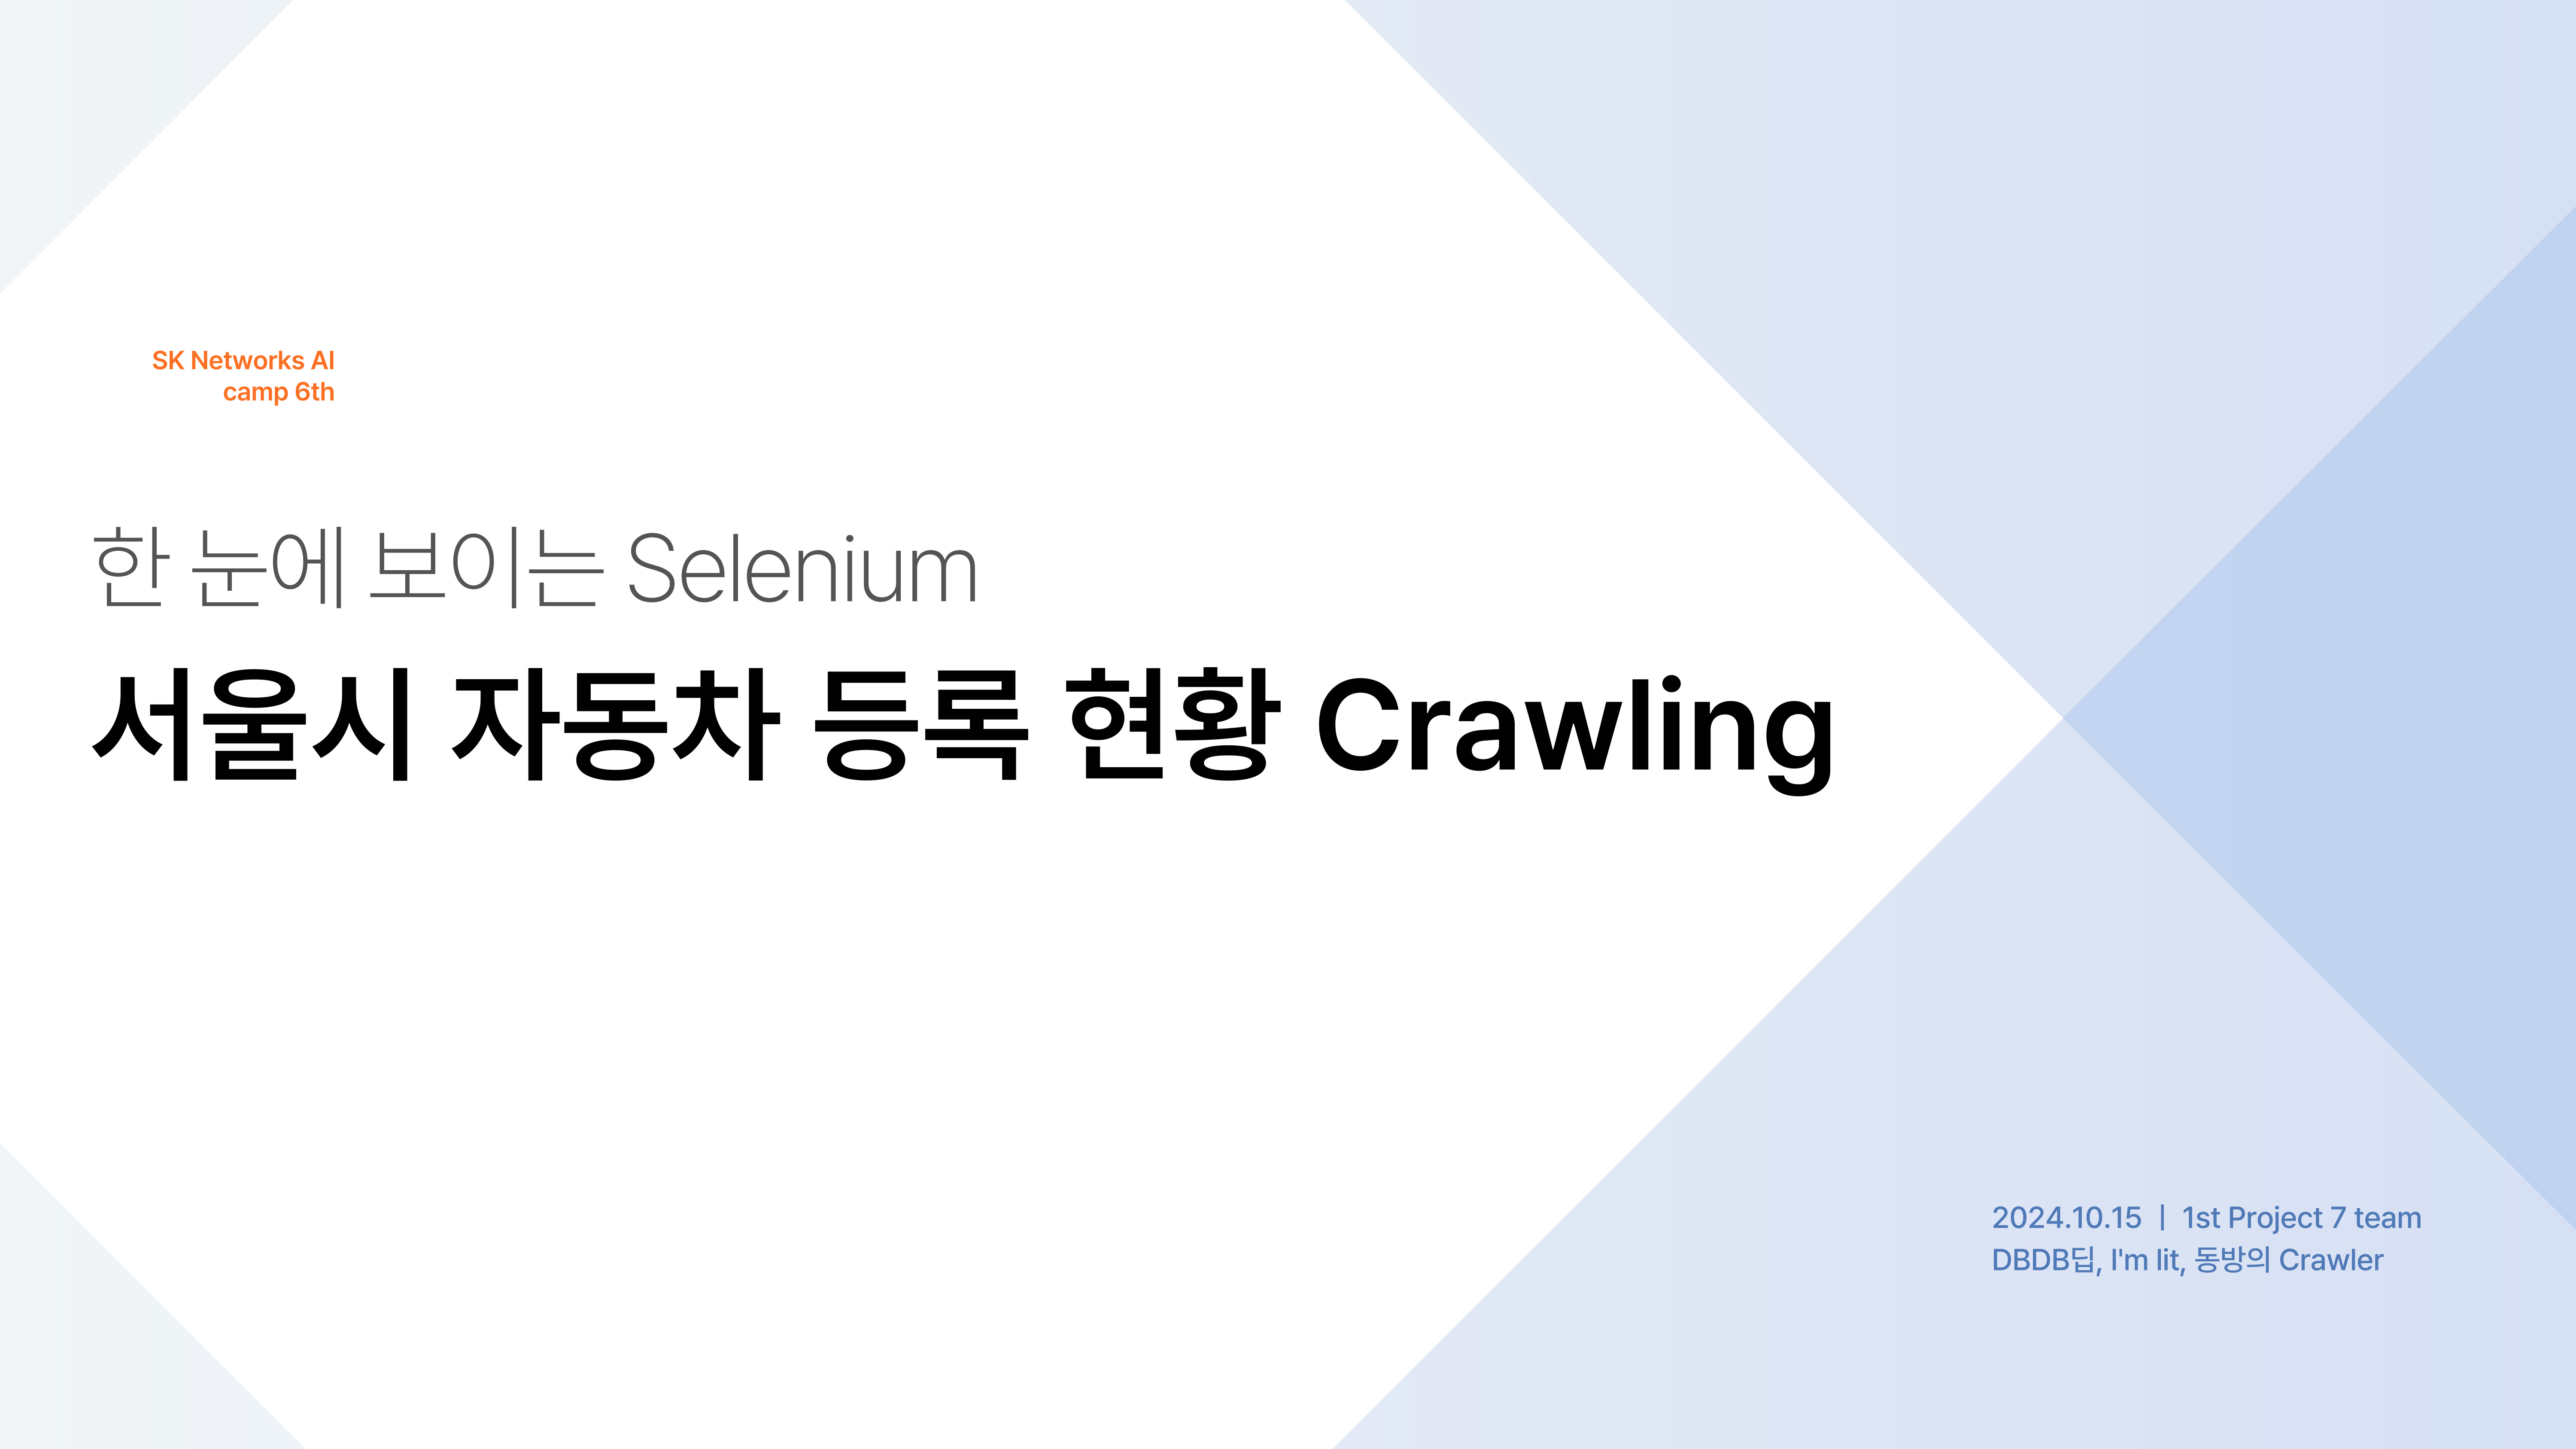 SK Networks AI
camp 6th
한 눈에 보이는 Selenium
서울시 자동차 등록 현황 Crawling
2024.10.15 | 1st Project 7 team
DBDB딥, I'm lit, 동방의 Crawler